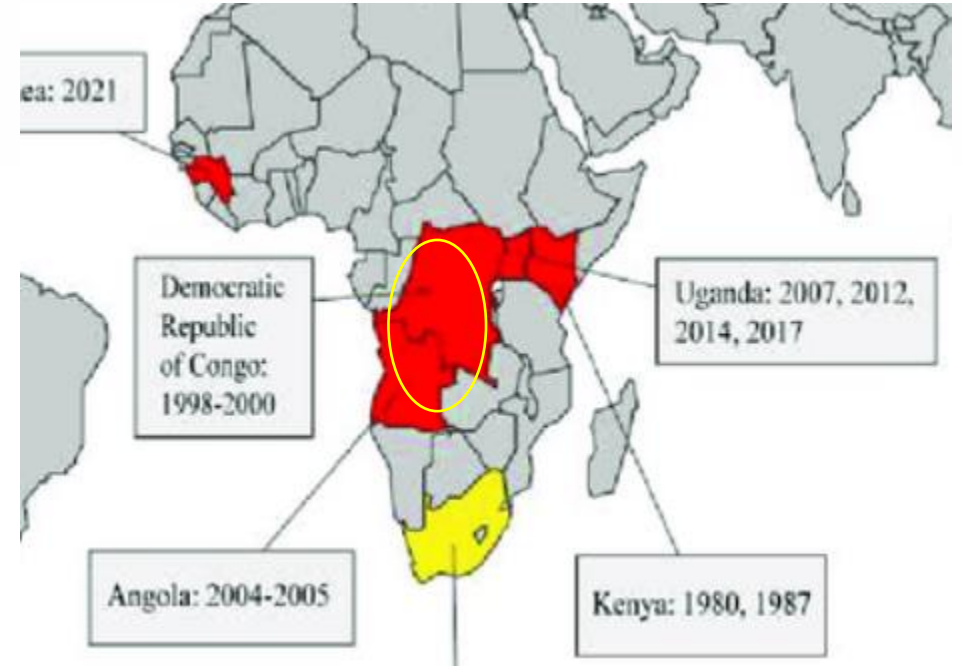 ea: 2021
Democratic
Republic
of Congo:
1998-2000
Uganda: 2007, 2012,
2014, 2017
Angola: 2004-2005
Kenya: 1980, 1987